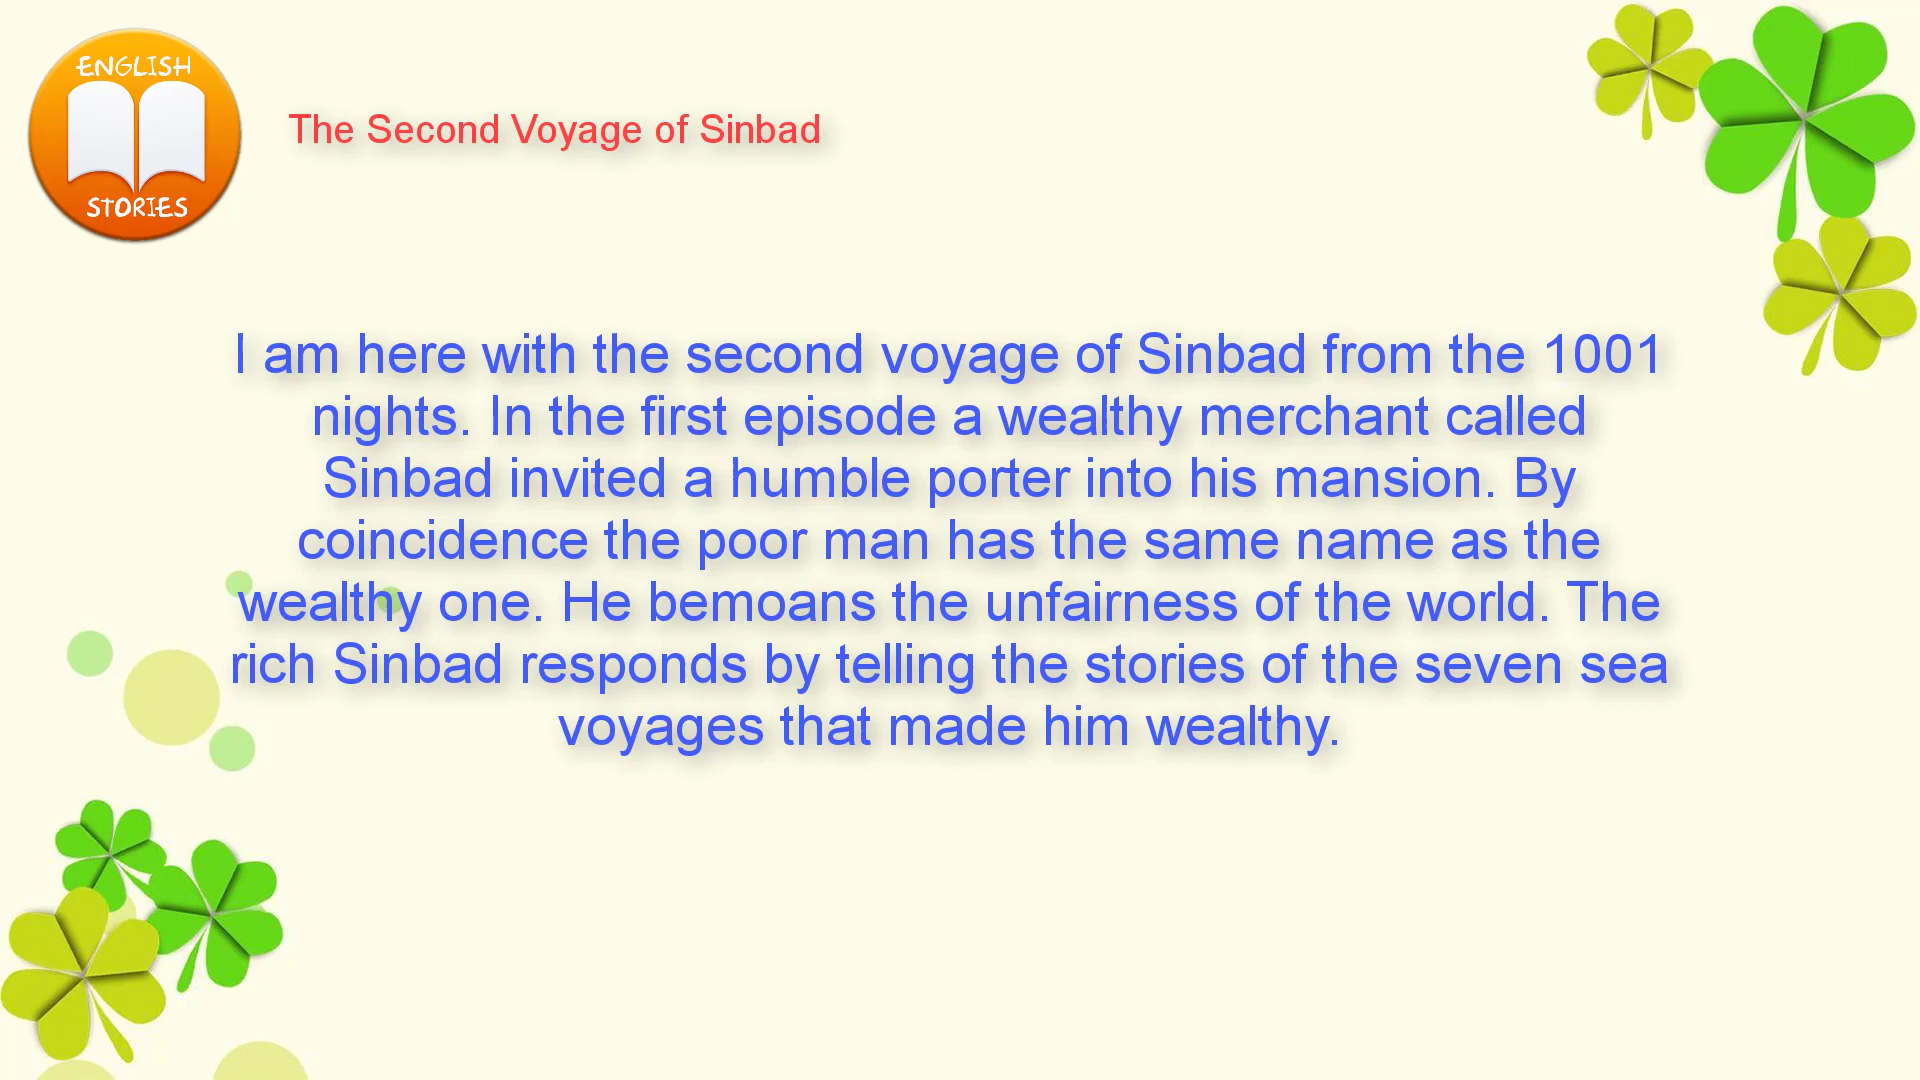 ENGLISH
STORIES
The Second Voyage of Sinbad
I am here with the second voyage of Sinbad from the 1001
nights. In the first episode a wealthy merchant called
Sinbad invited a humble porter into his mansion. By
coincidence the poor man has the same name as the
wealthy one. He bemoans the unfairness of the world. The
rich Sinbad responds by telling the stories of the seven sea
voyages that made him wealthy.